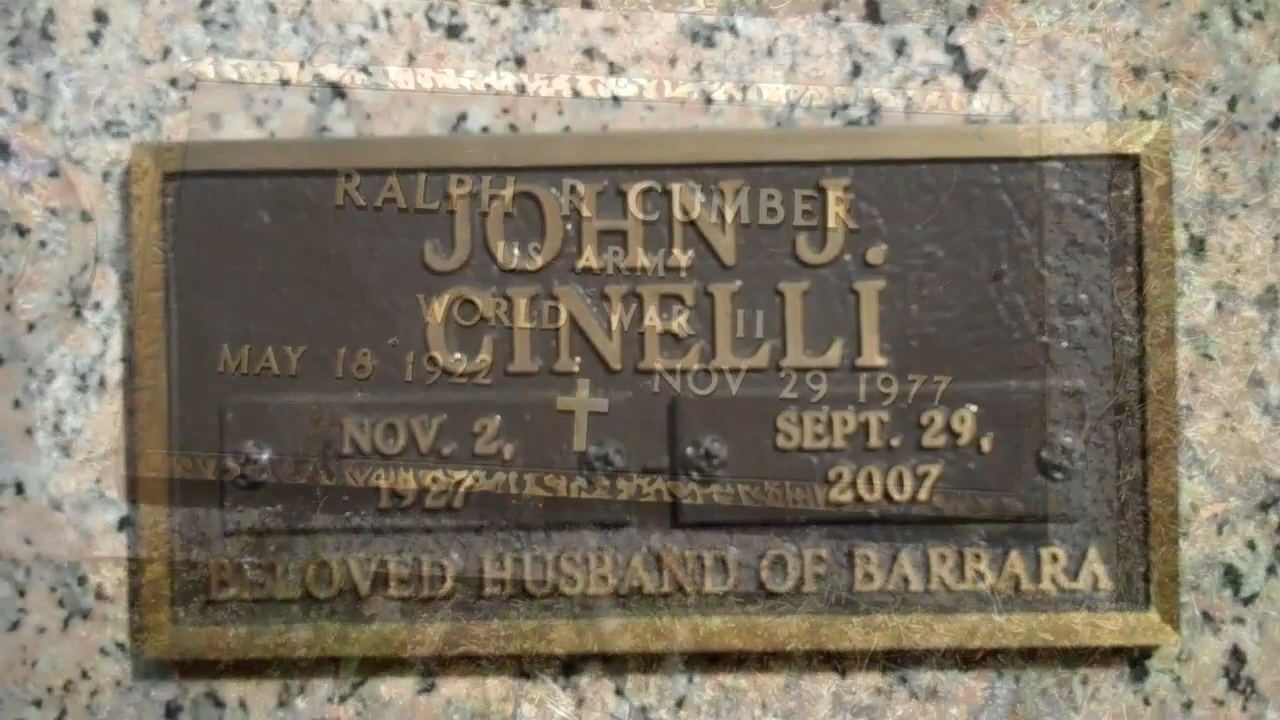 RALPH R CUMBER
US ARMY
WORLD WAR II
MAY 18 1922 NOV 29 1977
JOHN J.
CINELLI
NOV. 2,
1927
SEPT. 29,
2007
BELOVED HUSBAND OF BARBARA